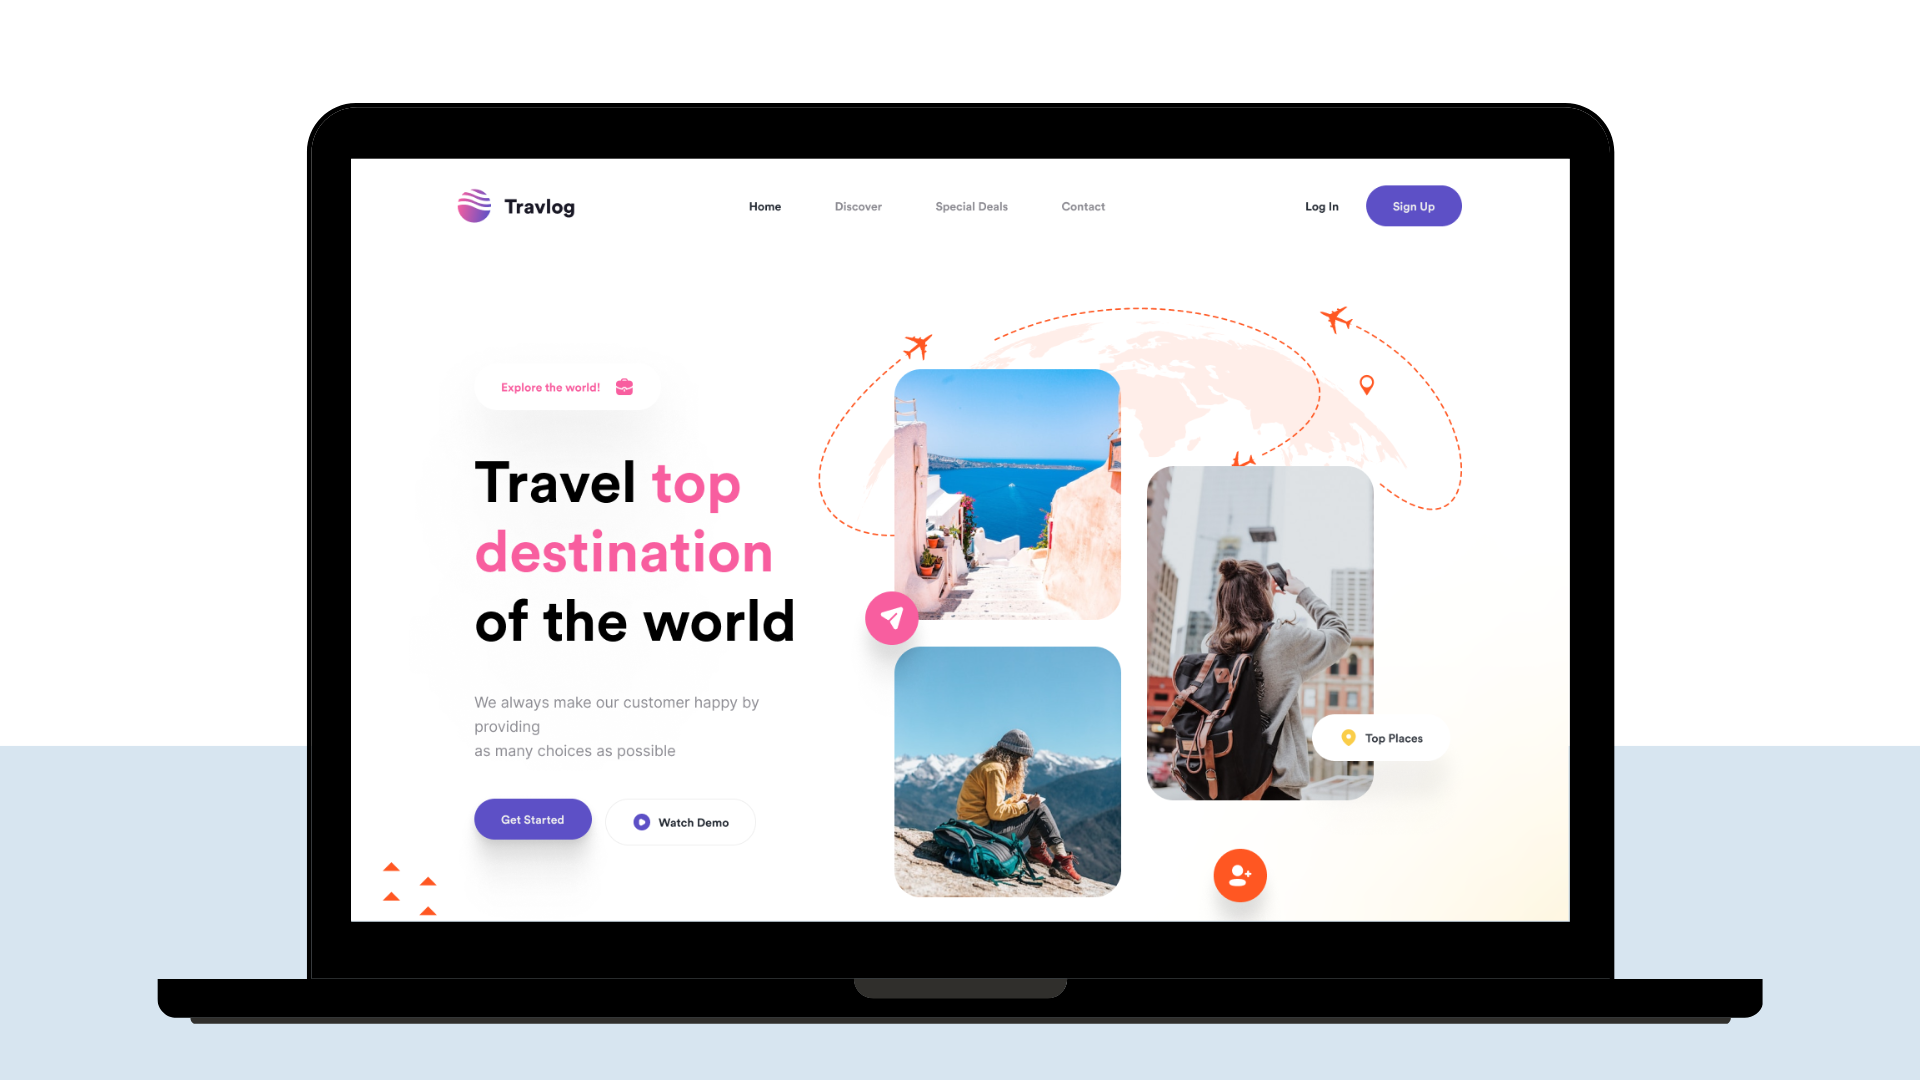 Travlog
Home
Discover
Special Deals
Contact
Log In
Sign Up
Explore the world!
Travel top
destination
of the world
We always make our customer happy by
providing
as many choices as possible
Get Started
Watch Demo
Top Places